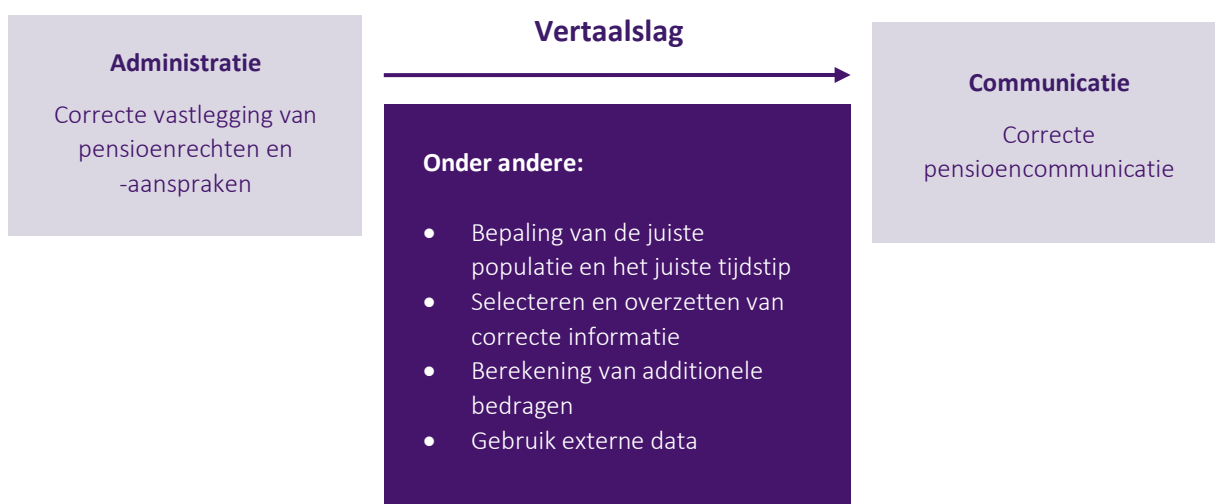 Administratie
Correcte vastlegging van
pensioenrechten en
-aanspraken
Vertaalslag
Onder andere:
• Bepaling van de juiste
populatie en het juiste tijdstip
• Selecteren en overzetten van
correcte informatie
• Berekening van additionele
bedragen
• Gebruik externe data
Communicatie
Correcte
pensioencommunicatie